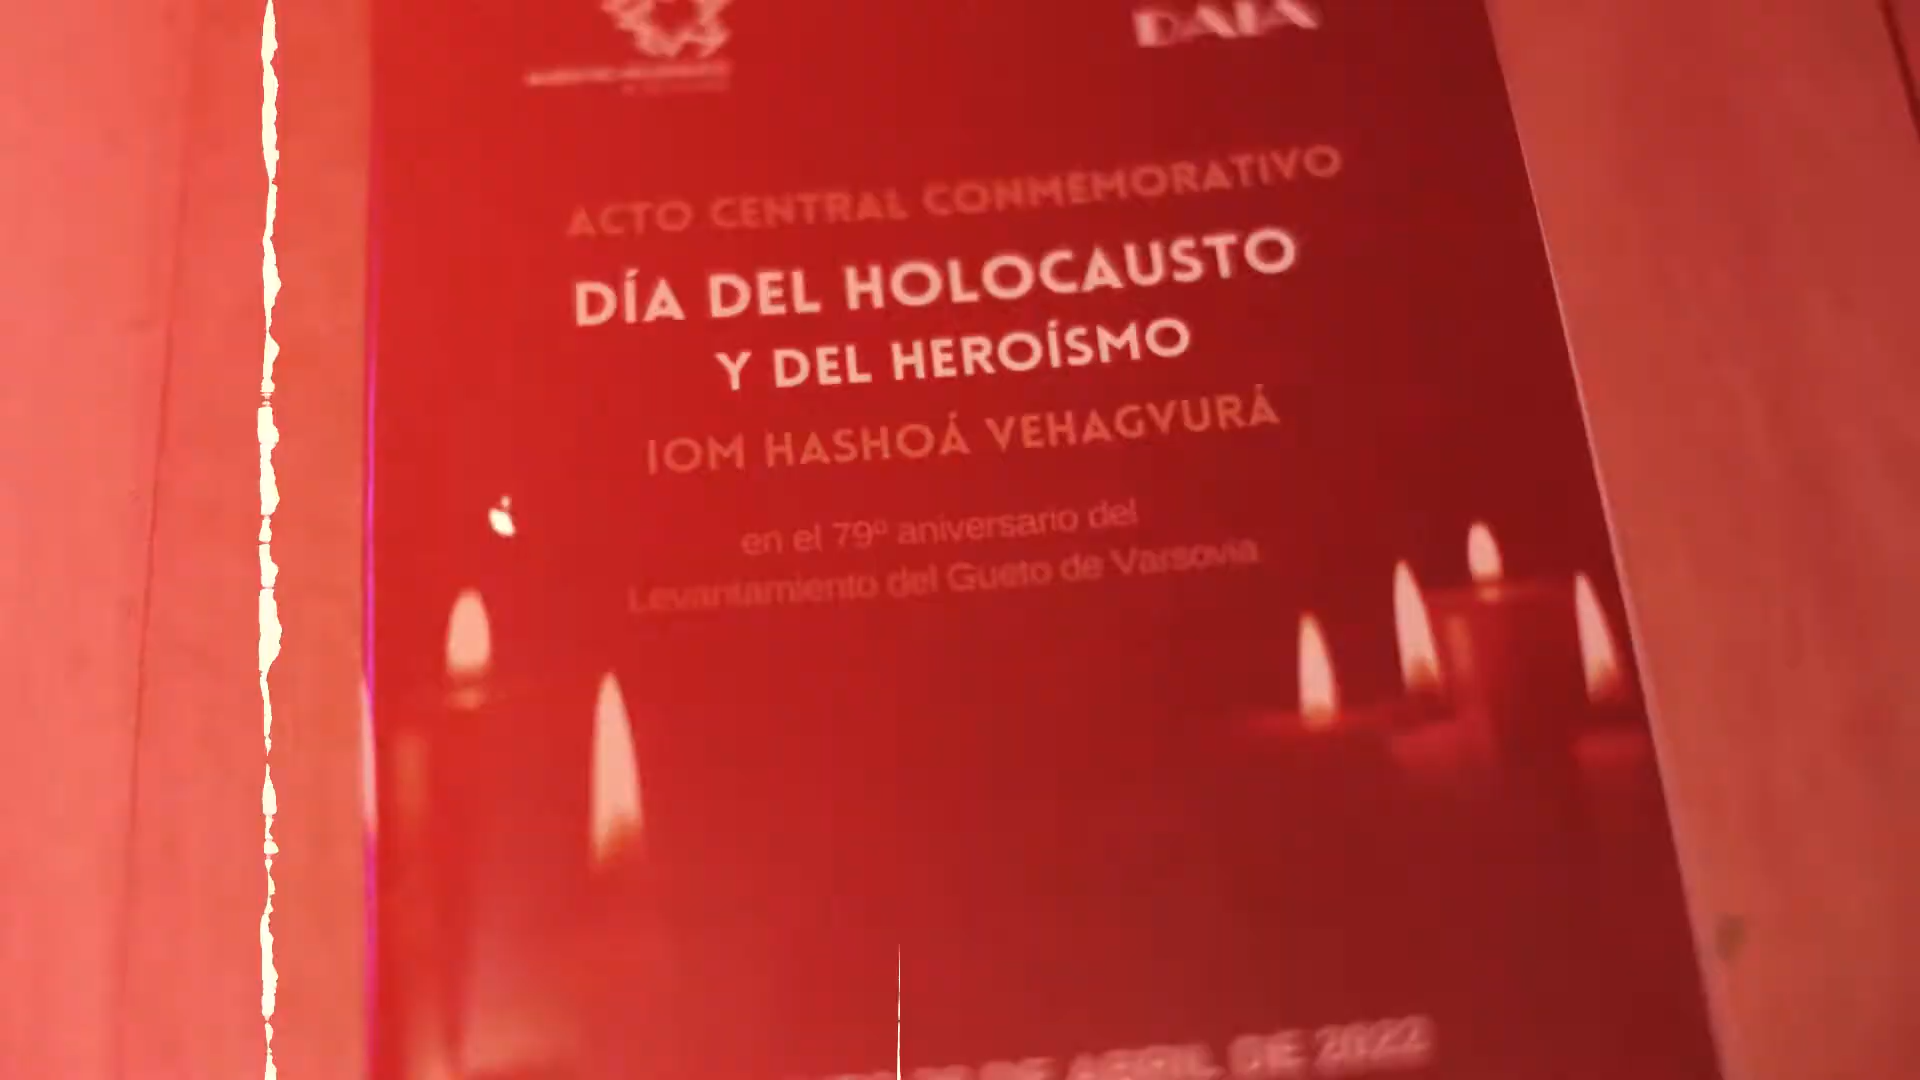 DAIA
ACTO CENTRAL CONMEMORATIVO
DÍA DEL HOLOCAUSTO
Y DEL HEROÍSMO
IOM HASHOÁ VEHAGVURÁ
en el 79º aniversario del
Levantamiento del Gueto de Varsovia
DE ABRIL DE 2022